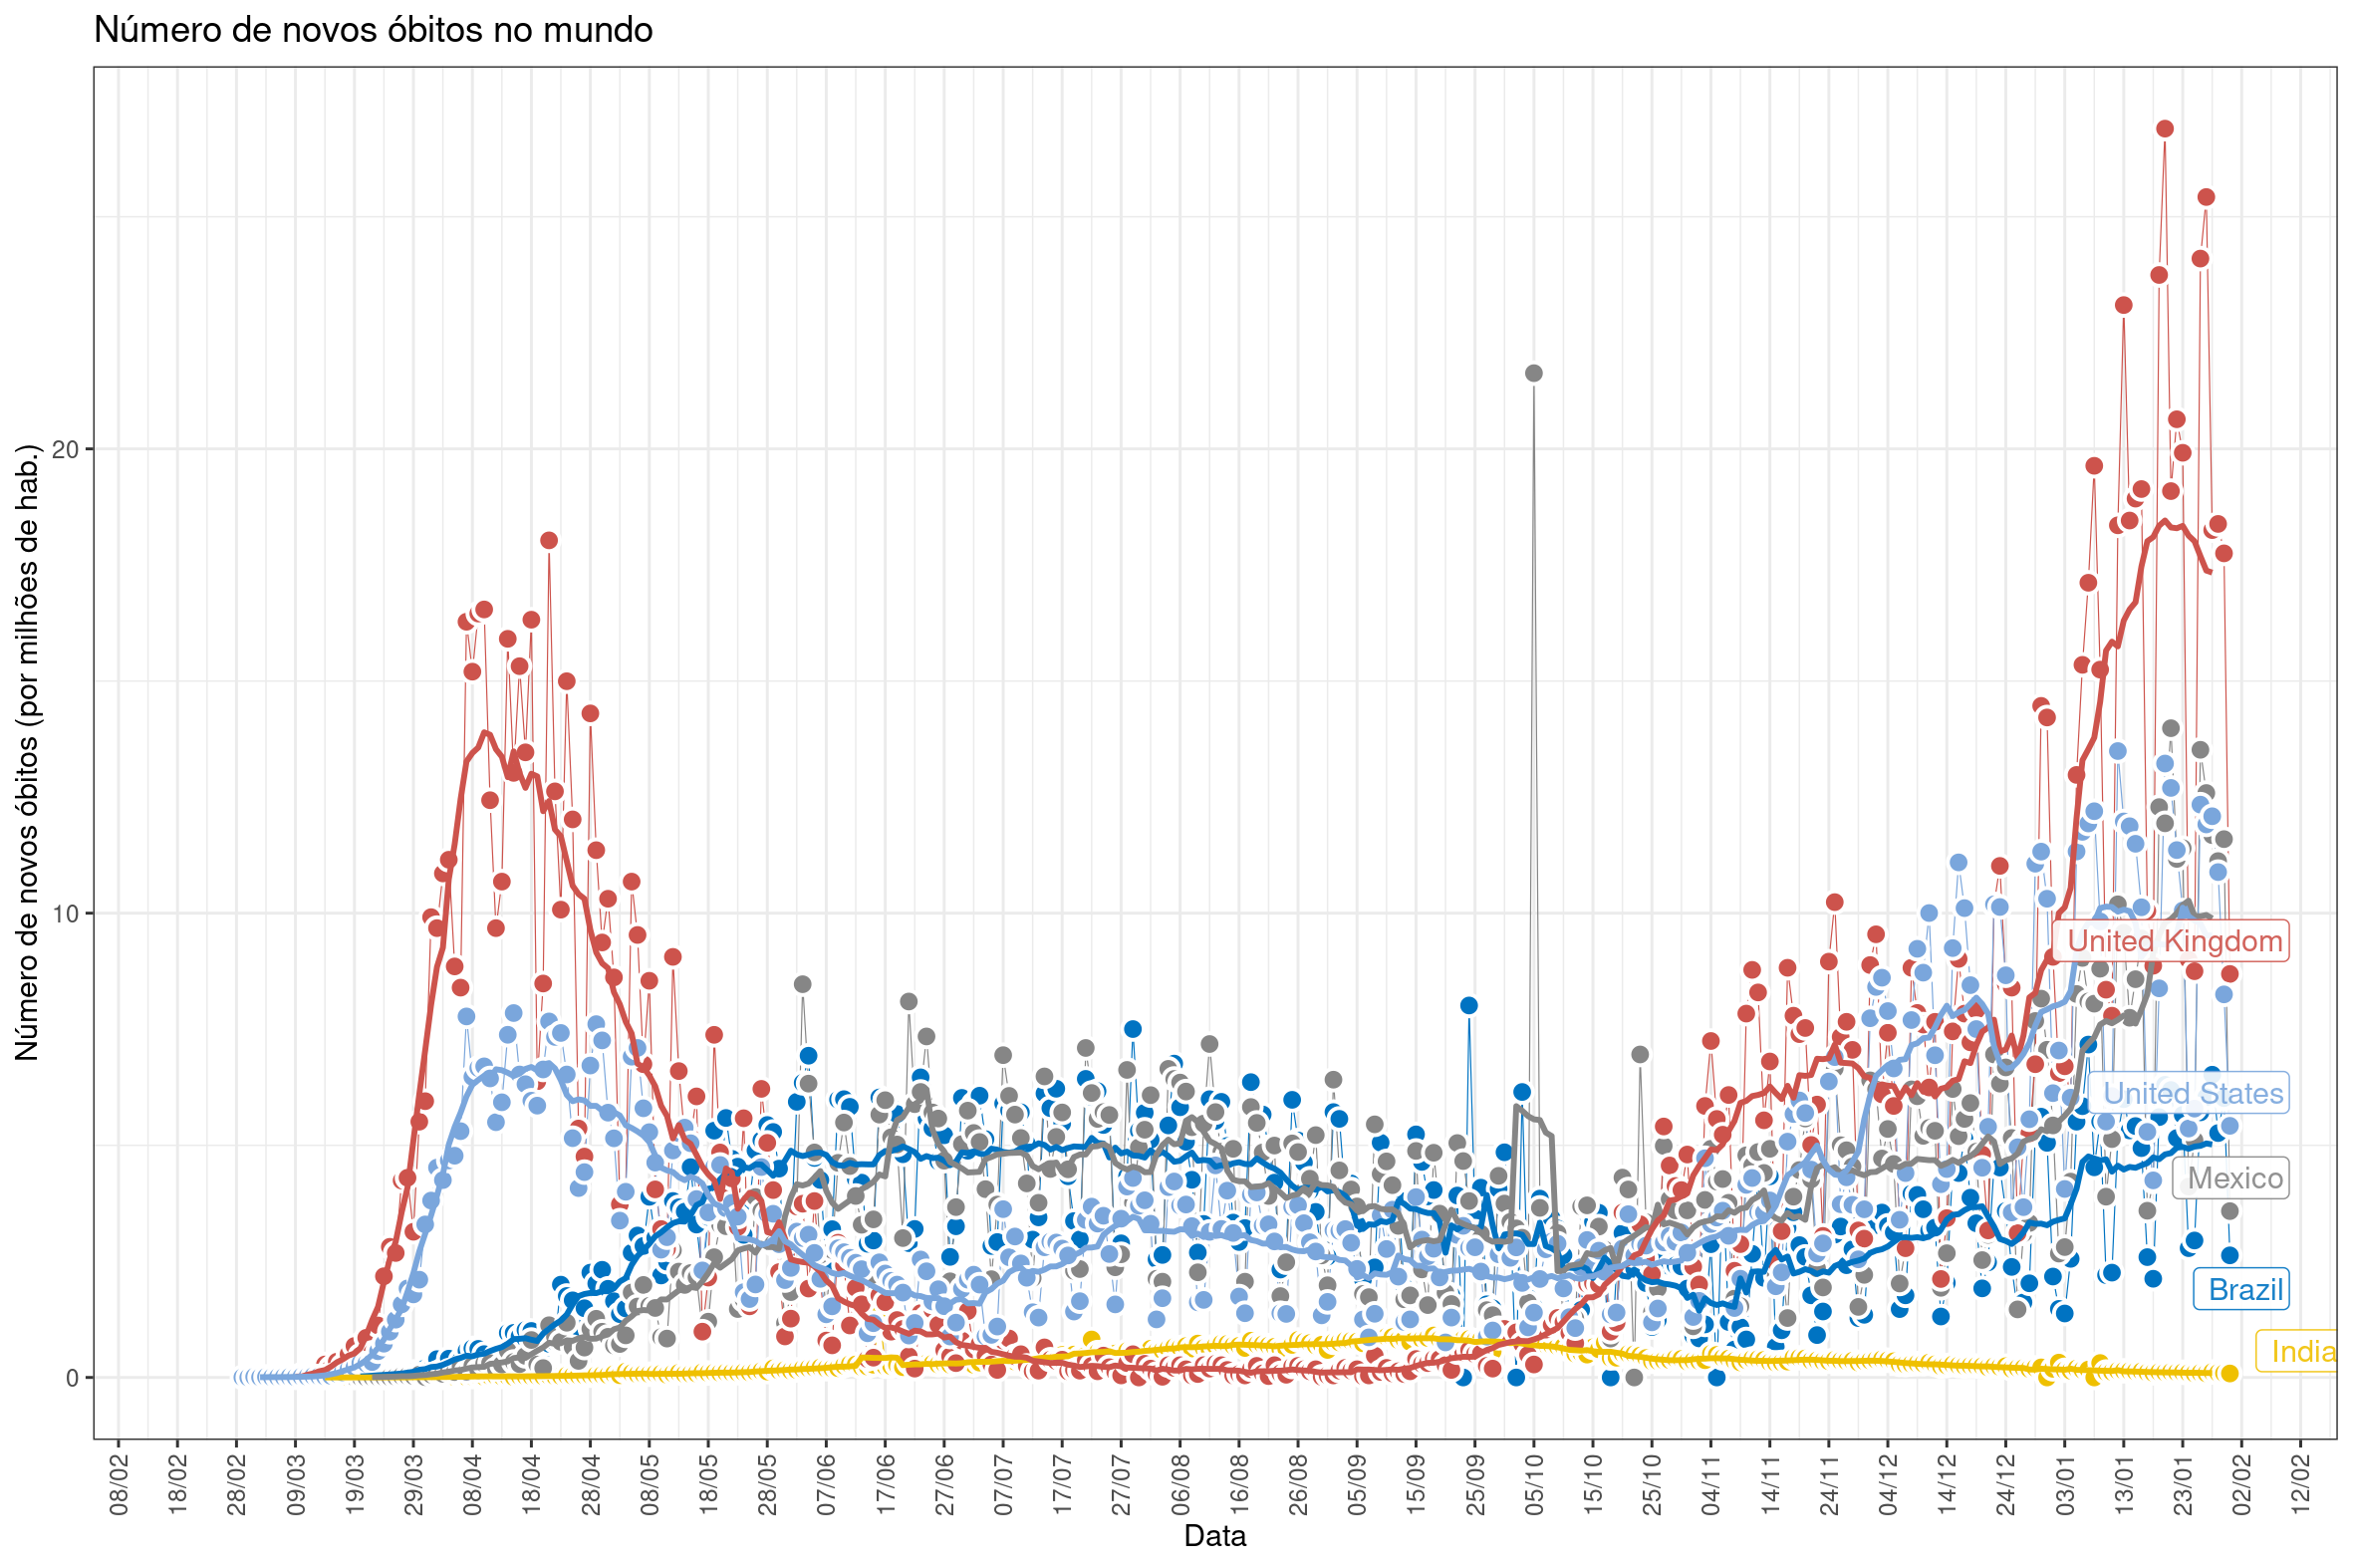 Número de novos óbitos no mundo
Número de novos óbitos (por milhões de hab.)
20
10
0
United Kingdom
United States
Mexico
Brazil
India
08/02 18/02 28/02 09/03 19/03 29/03 08/04 18/04 28/04 08/05 18/05 28/05 07/06 17/06 27/06 07/07 17/07 27/07 06/08 16/08 26/08 05/09 15/09 25/09 05/10 15/10 25/10 04/11 14/11 24/11 04/12 14/12 24/12 03/01 13/01 23/01 02/02 12/02
Data